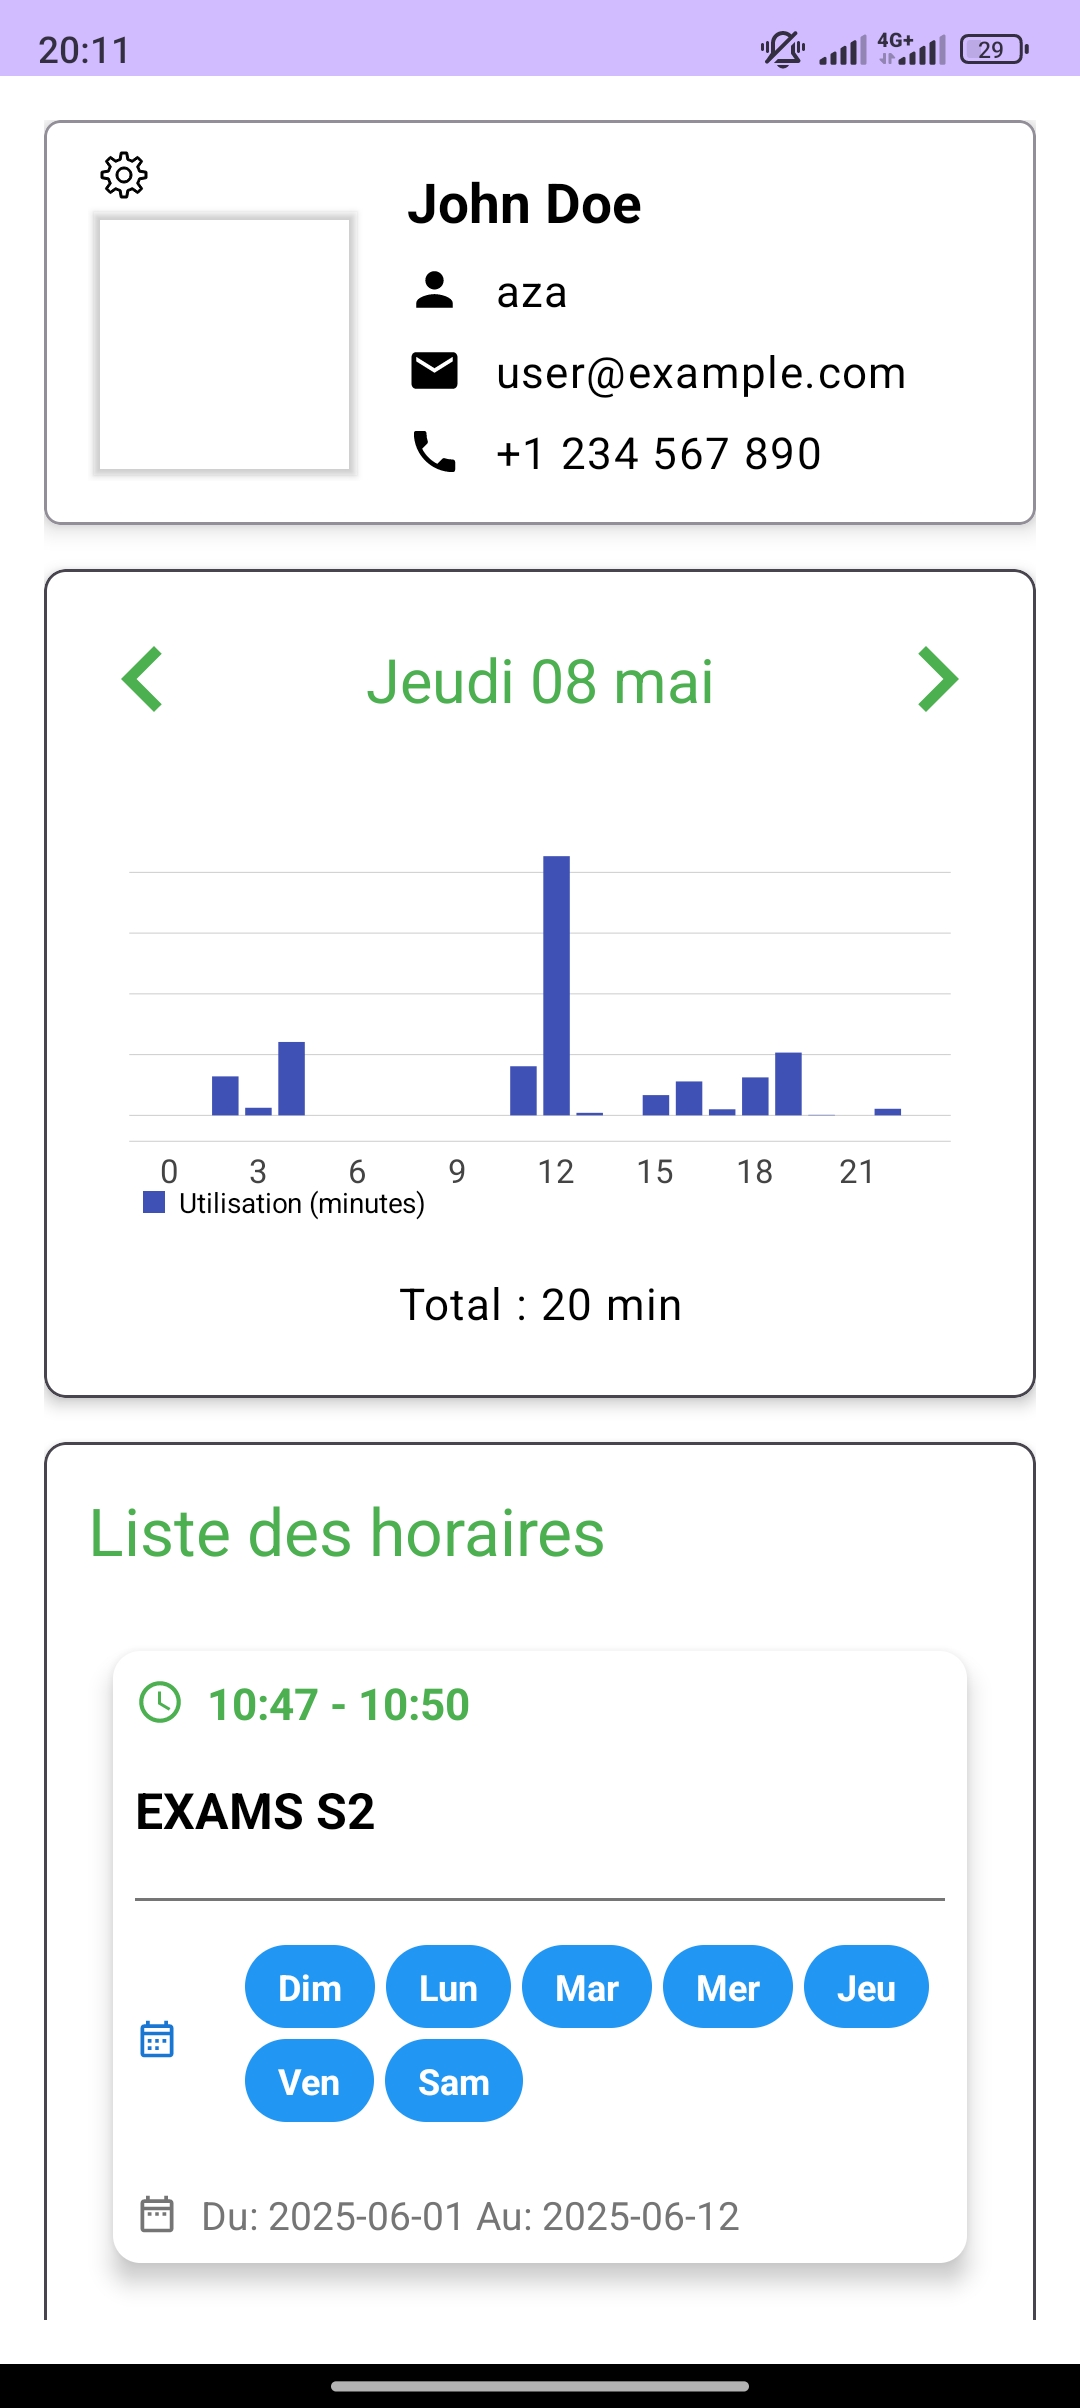 20:11 4G+ 29
John Doe
aza
user@example.com
+1 234 567 890
Jeudi 08 mai
0 3 6 9 12 15 18 21
Utilisation (minutes)
Total : 20 min
Liste des horaires
10:47 - 10:50
EXAMS S2
Dim Lun Mar Mer Jeu
Ven Sam
Du: 2025-06-01 Au: 2025-06-12